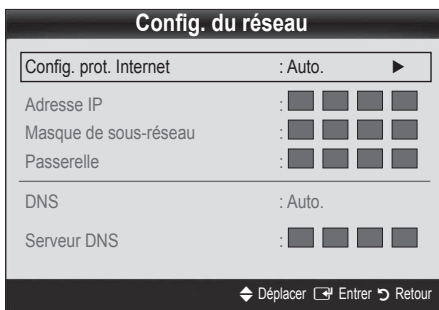 Config. du réseau
Config. prot. Internet : Auto. ►
Adresse IP :
Masque de sous-réseau :
Passerelle :
DNS : Auto.
Serveur DNS :
Déplacer Entrer Retour